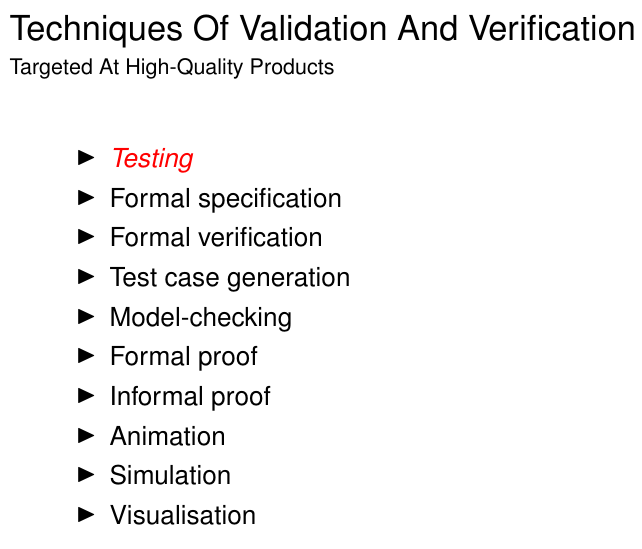 Techniques Of Validation And Verification
Targeted At High-Quality Products
▶ Testing
▶ Formal specification
▶ Formal verification
▶ Test case generation
▶ Model-checking
▶ Formal proof
▶ Informal proof
▶ Animation
▶ Simulation
▶ Visualisation